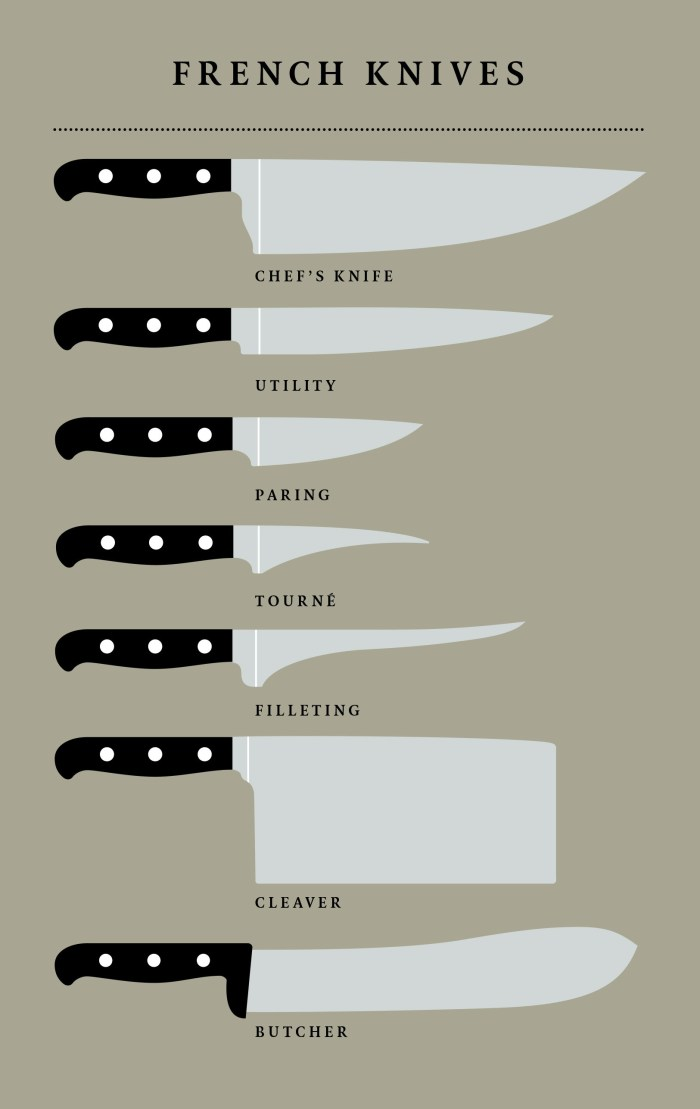 FRENCH KNIVES
CHEF’S KNIFE
UTILITY
PARING
TOURNÉ
FILLETING
CLEAVER
BUTCHER